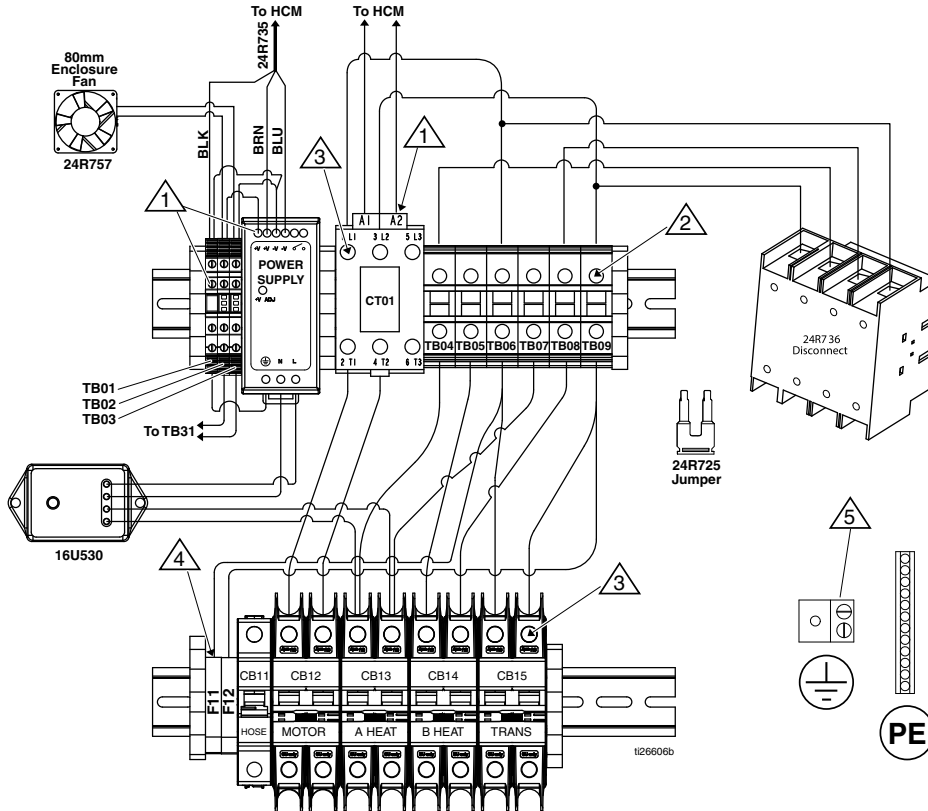 To HCM
To HCM
24R735
80mm
Enclosure
Fan
24R757
BLK
BRN
BLU
1
3
1
2
A1 A2
1 L1 3 L2 5 L3
+V +V -V -V
POWER
SUPPLY
+V ADJ
N L
CT01
2 T1 4 T2 6 T3
TB04 TB05 TB06 TB07 TB08 TB09
24R736
Disconnect
TB01
TB02
TB03
To TB31
24R725
Jumper
16U530
4
3
5
F11
F12
CB11 CB12 CB13 CB14 CB15
HOSE MOTOR A HEAT B HEAT TRANS
PE
ti26606b